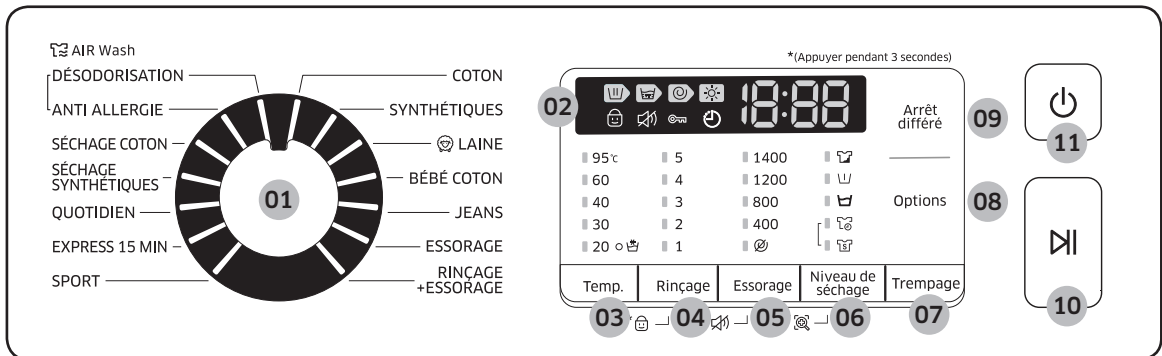 AIR Wash
DÉSODORISATION
ANTI ALLERGIE
SÉCHAGE COTON
SÉCHAGE
SYNTHÉTIQUES
QUOTIDIEN
EXPRESS 15 MIN
SPORT
COTON
SYNTHÉTIQUES
LAINE
BÉBÉ COTON
JEANS
ESSORAGE
RINÇAGE
+ESSORAGE
01
*(Appuyer pendant 3 secondes)
02
18:88
95℃ 5 1400
60 4 1200
40 3 800
30 2 400
20 1
Arrêt
différé
09
Options
08
Temp.
Rinçage
Essorage
Niveau de
séchage
Trempage
03
04
05
06
07
11
10